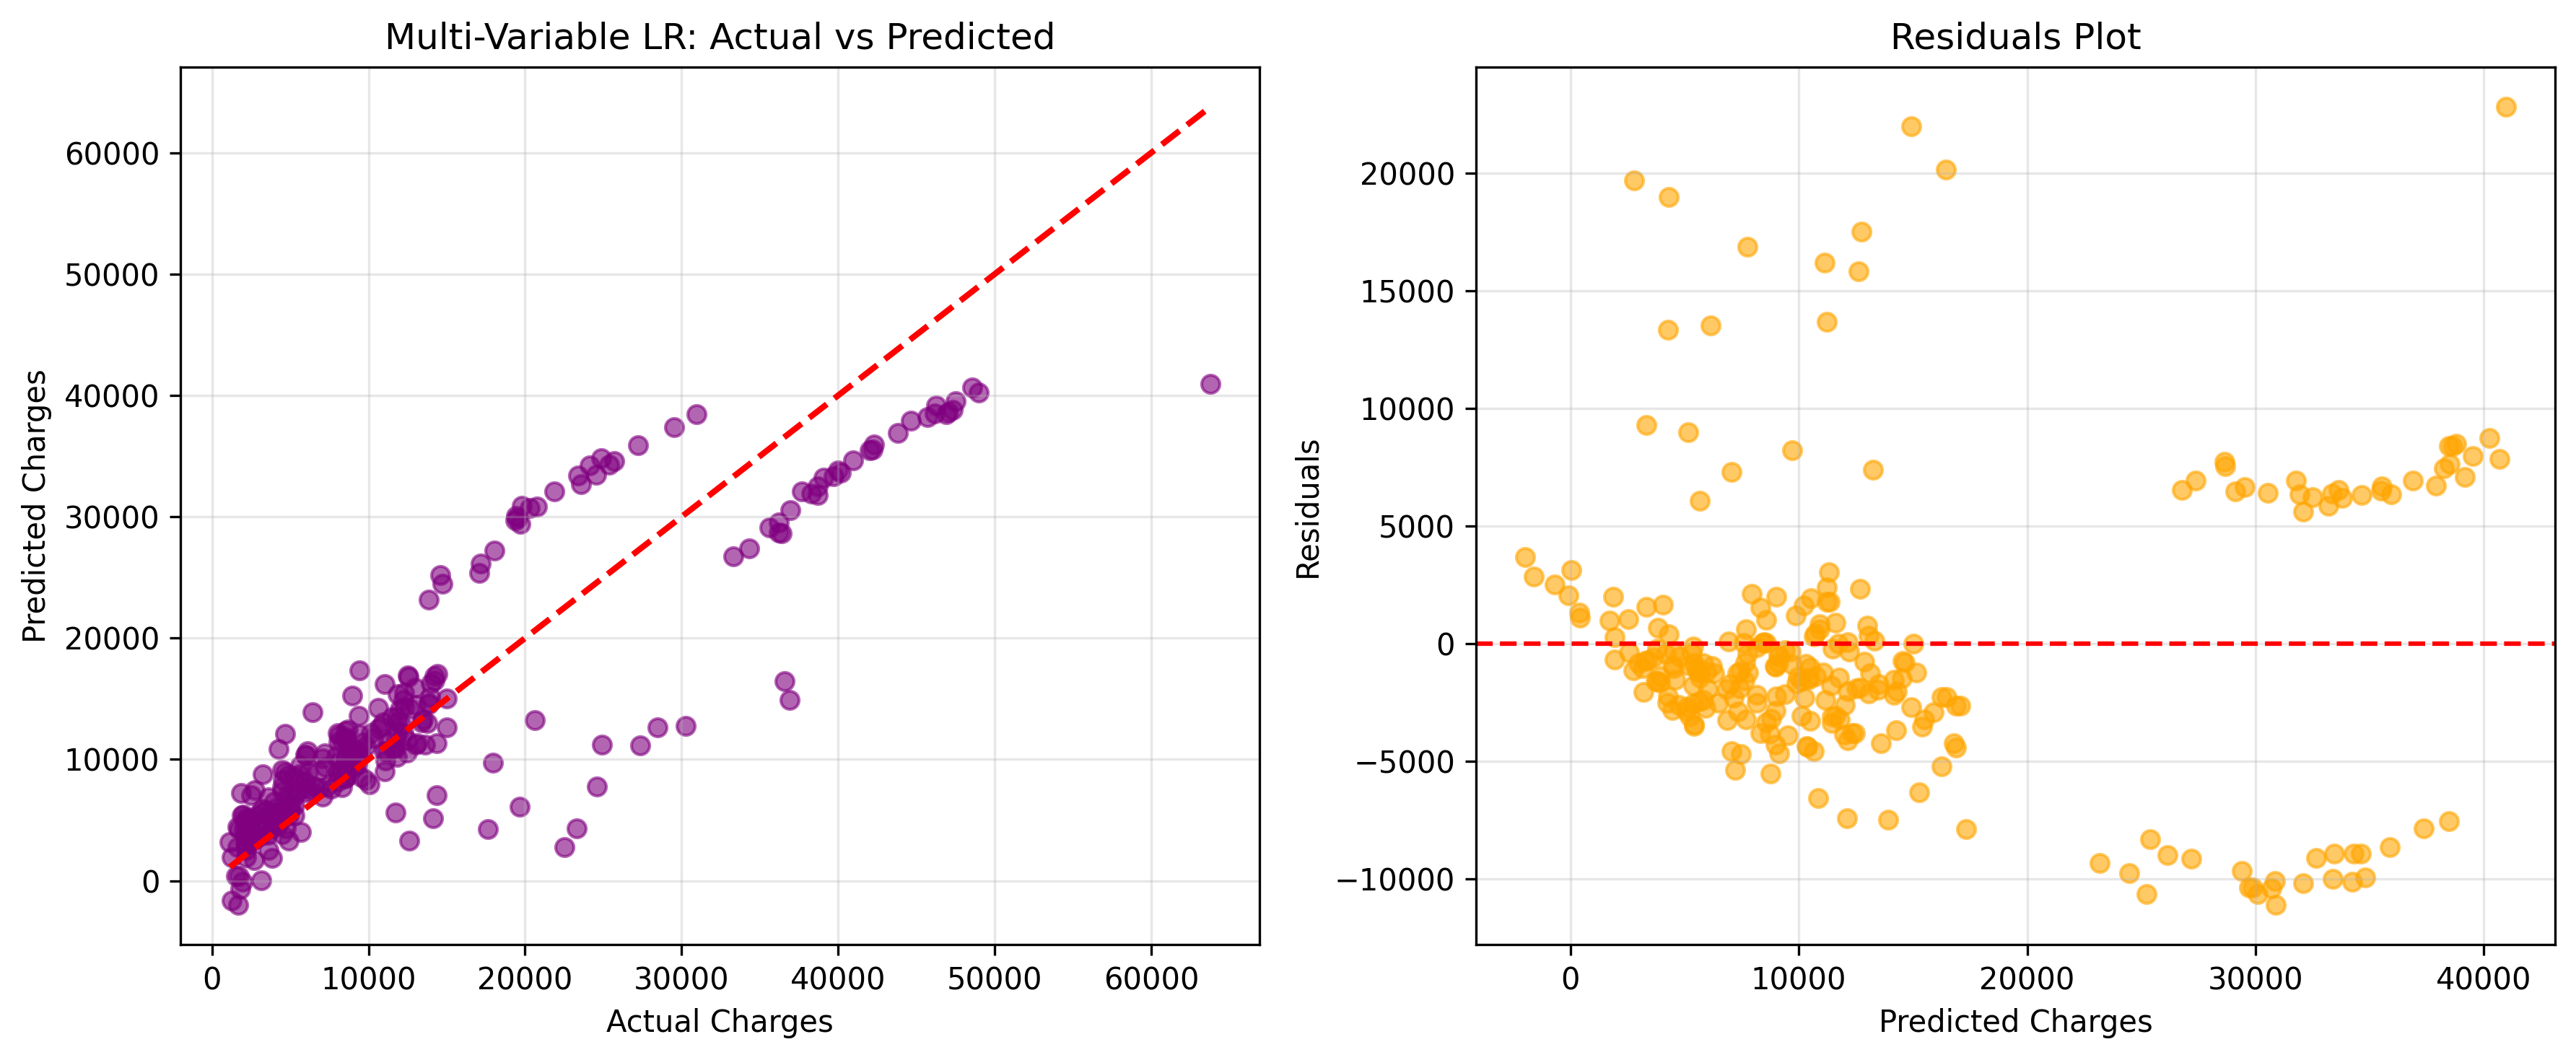 Multi-Variable LR: Actual vs Predicted
60000
50000
40000
30000
20000
10000
0
Predicted Charges
0 10000 20000 30000 40000 50000 60000
Actual Charges
Residuals Plot
20000
15000
10000
5000
0
−5000
−10000
Residuals
0 10000 20000 30000 40000
Predicted Charges